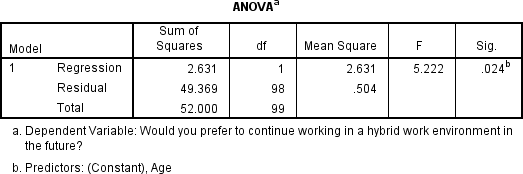 ANOVAa
Model Sum of Squares df Mean Square F Sig.
1 Regression 2.631 1 2.631 5.222 .024b
Residual 49.369 98 .504
Total 52.000 99
a. Dependent Variable: Would you prefer to continue working in a hybrid work environment in
the future?
b. Predictors: (Constant), Age